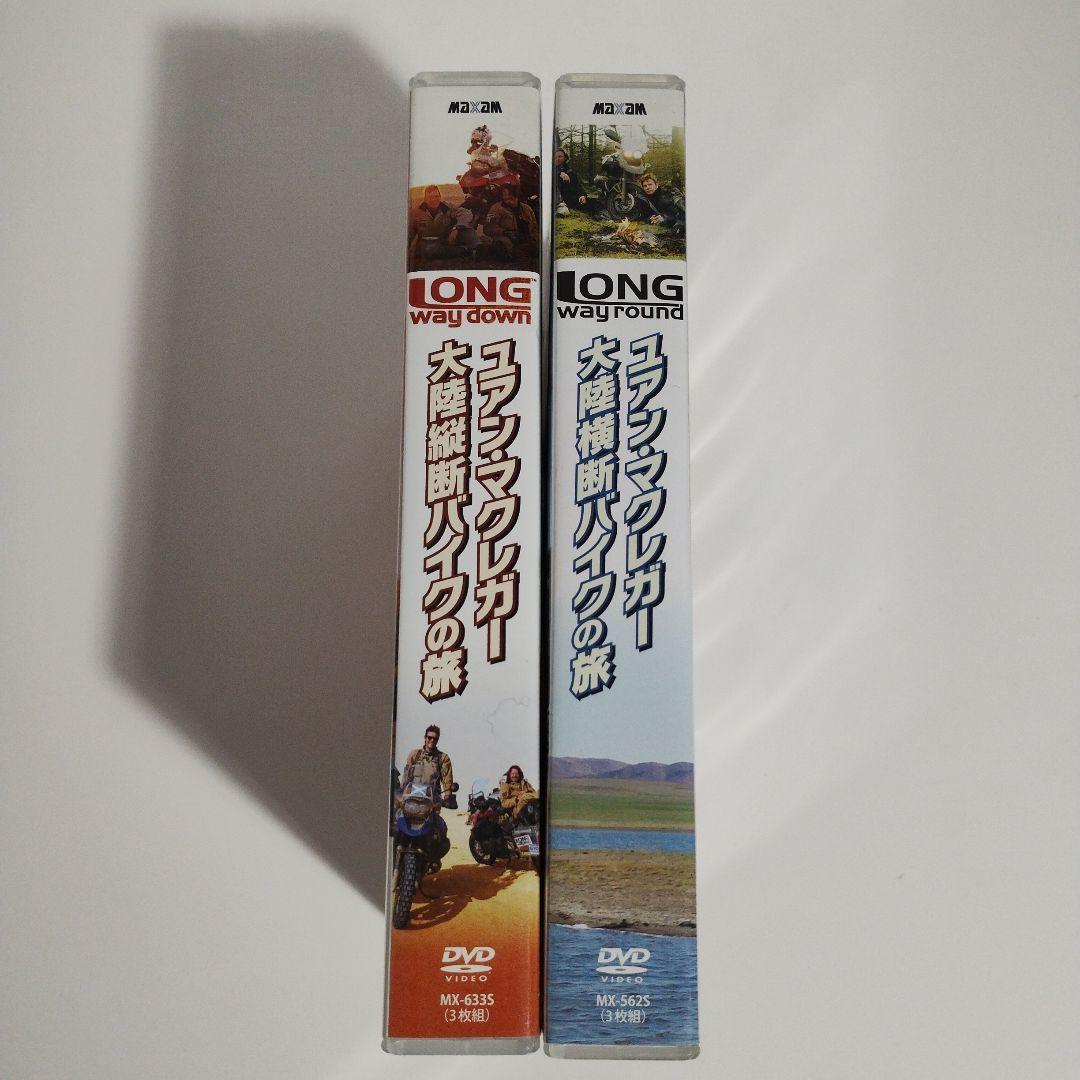 maxam
LONG™
way down
ユアン・マクレガー
大陸縦断バイクの旅
DVD
VIDEO
MX-633S
(3枚組)
maxam
LONG
way round
ユアン・マクレガー
大陸横断バイクの旅
DVD
VIDEO
MX-562S
(3枚組)